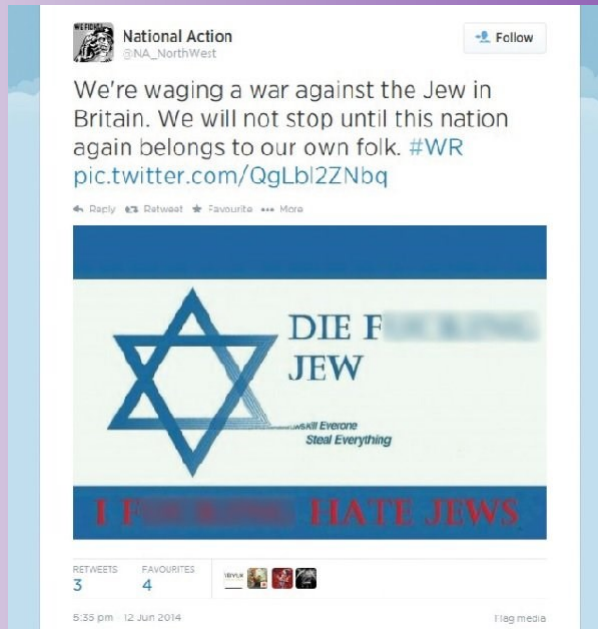 WE FIGHT
National Action
@NA_NorthWest
Follow
We're waging a war against the Jew in
Britain. We will not stop until this nation
again belongs to our own folk. #WR
pic.twitter.com/QgLbl2ZNbq
Reply Retweet Favourite More
DIE F
JEW
Kill Everone
Steal Everything
I F HATE JEWS
RETWEETS FAVOURITES
3 4
5:35 pm - 12 Jun 2014 Flag media